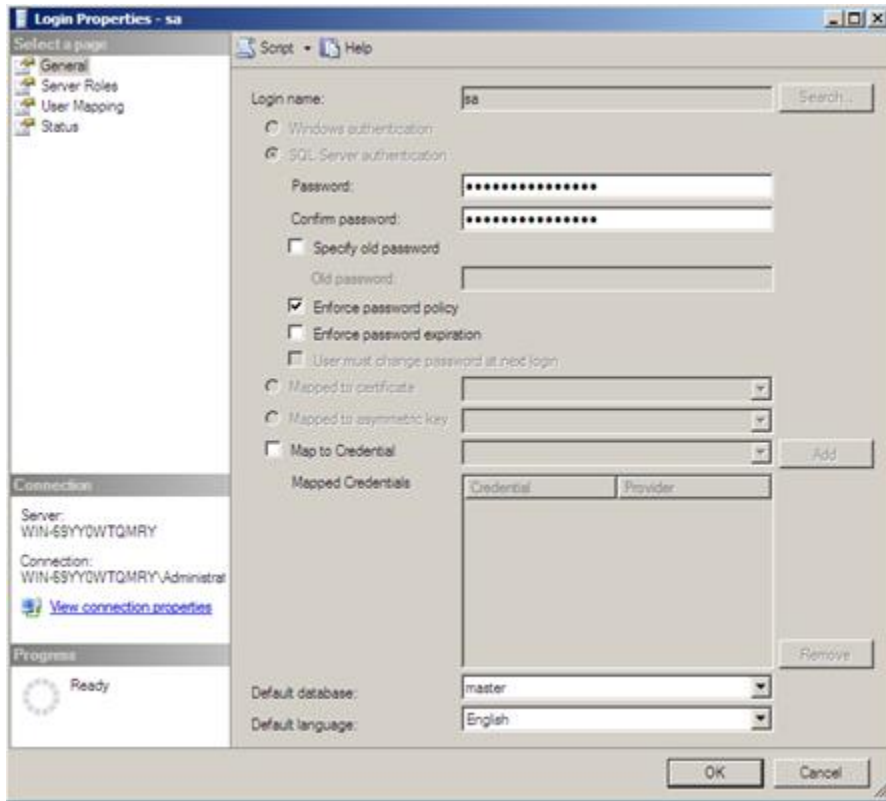 Login Properties - sa
Select a page
General
Server Roles
User Mapping
Status
Script Help
Login name: sa Search...
Windows authentication
SQL Server authentication
Password: •••••••••••••••
Confirm password: •••••••••••••••
Specify old password
Old password:
Enforce password policy
Enforce password expiration
User must change password at next login
Mapped to certificate
Mapped to asymmetric key
Map to Credential Add
Mapped Credentials Credential Provider
Remove
Default database: master
Default language: English
Connection
Server:
WIN-69YY0WTQMRY
Connection:
WIN-69YY0WTQMRY\Administrat
View connection properties
Progress
Ready
OK Cancel